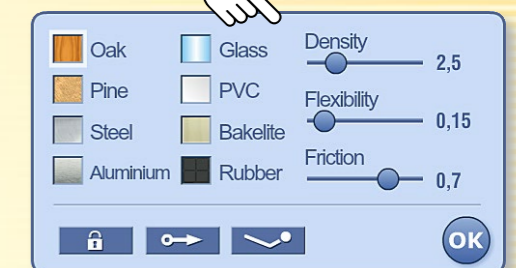 Oak Glass Density
2,5
Pine PVC Flexibility
0,15
Steel Bakelite
Friction
Aluminium Rubber 0,7
OK